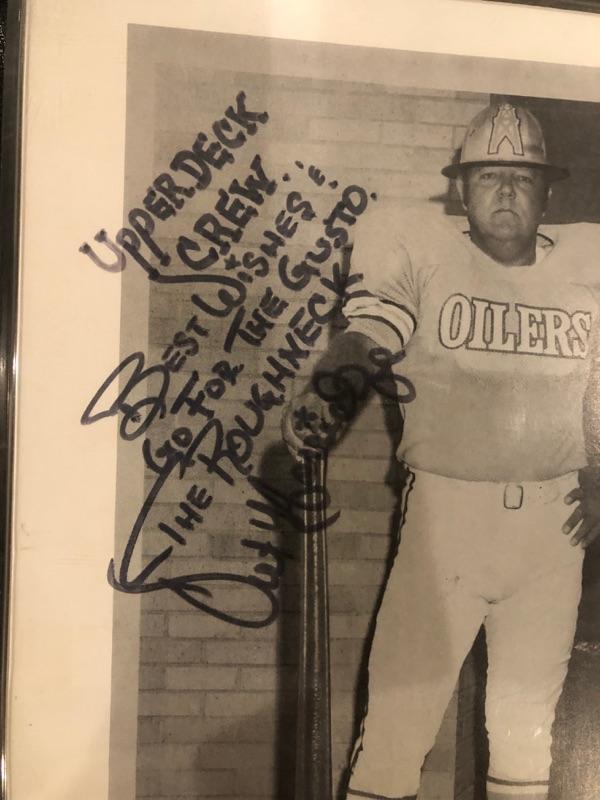 UPPER DECK
CREW..
BEST WISHES &
GO FOR THE GUSTO.
THE ROUGHNECK
OILERS